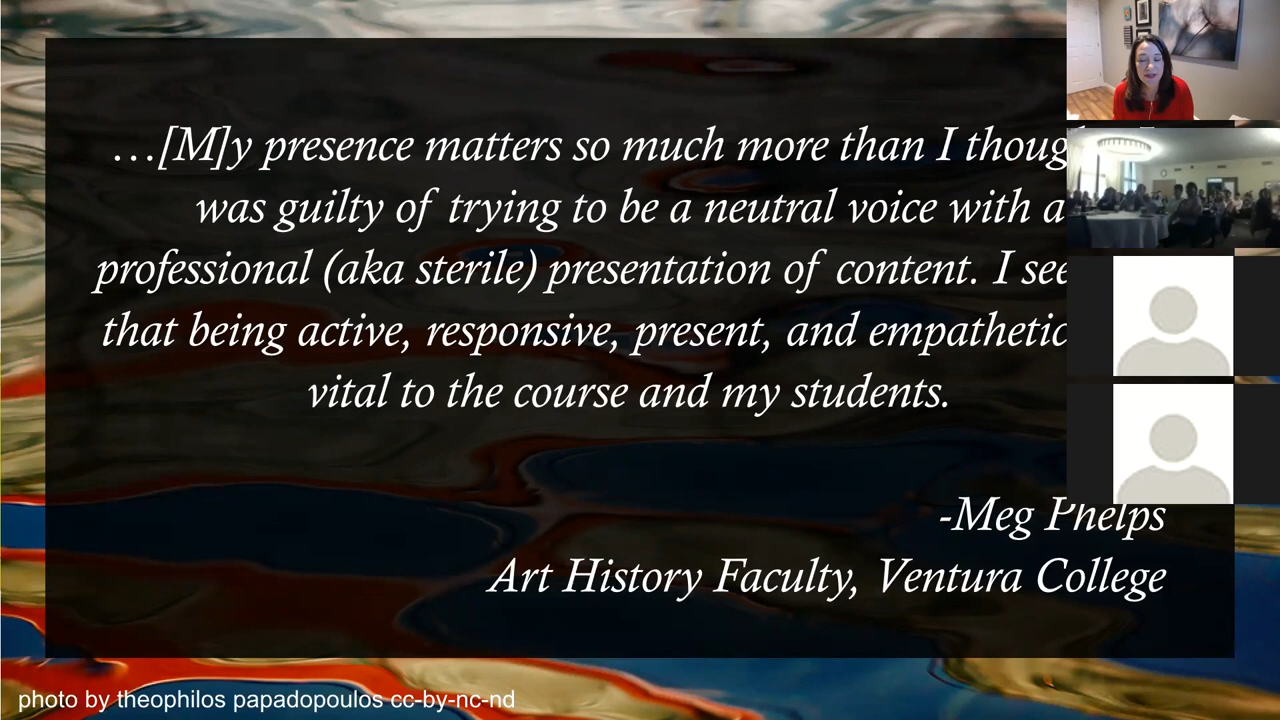 …[M]y presence matters so much more than I
was guilty of trying to be a neutral voice with a
professional (aka sterile) presentation of content. I see
that being active, responsive, present, and empathetic
vital to the course and my students.
-Meg Phelps
Art History Faculty, Ventura College
photo by theophilos papadopoulos cc-by-nc-nd